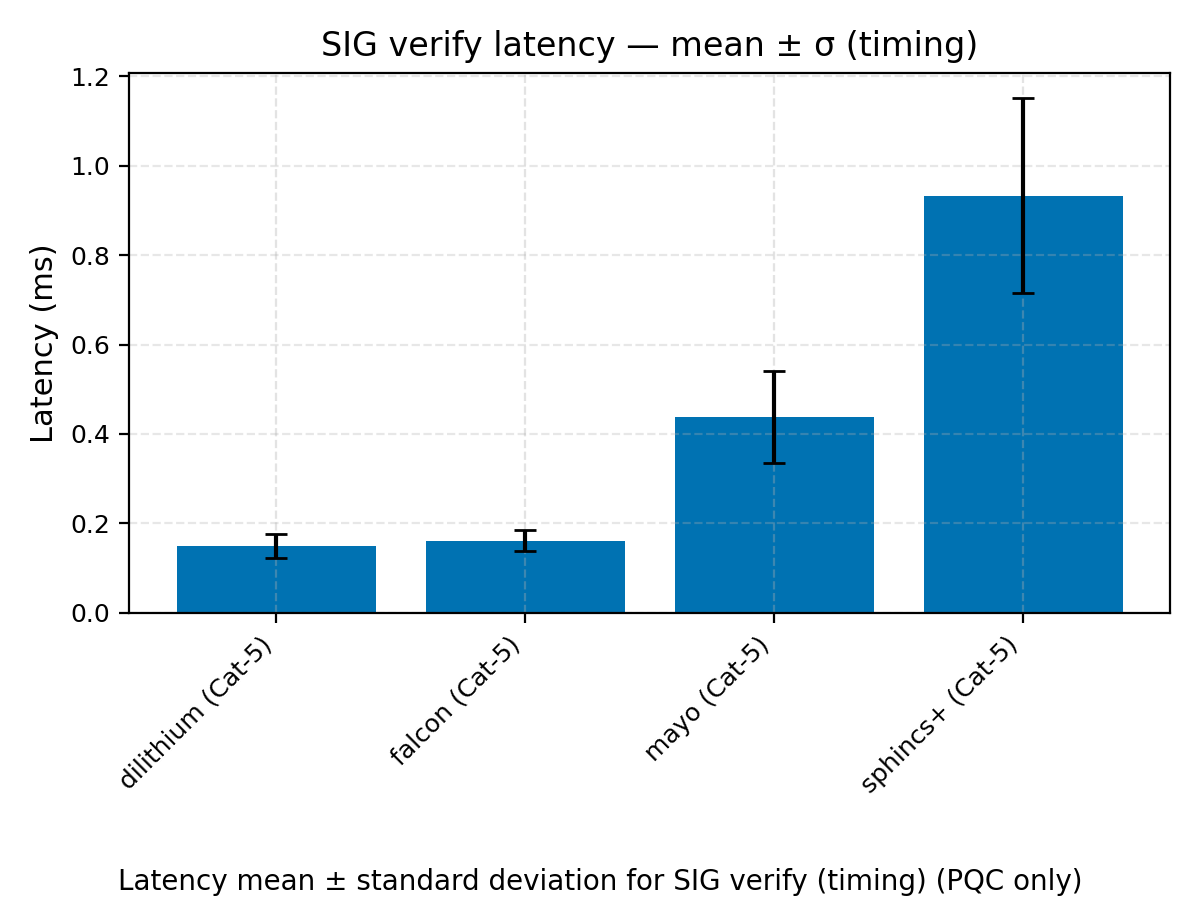 SIG verify latency — mean ± σ (timing)
Latency (ms)
1.2
1.0
0.8
0.6
0.4
0.2
0.0
dilithium (Cat-5)
falcon (Cat-5)
mayo (Cat-5)
sphincs+ (Cat-5)
Latency mean ± standard deviation for SIG verify (timing) (PQC only)